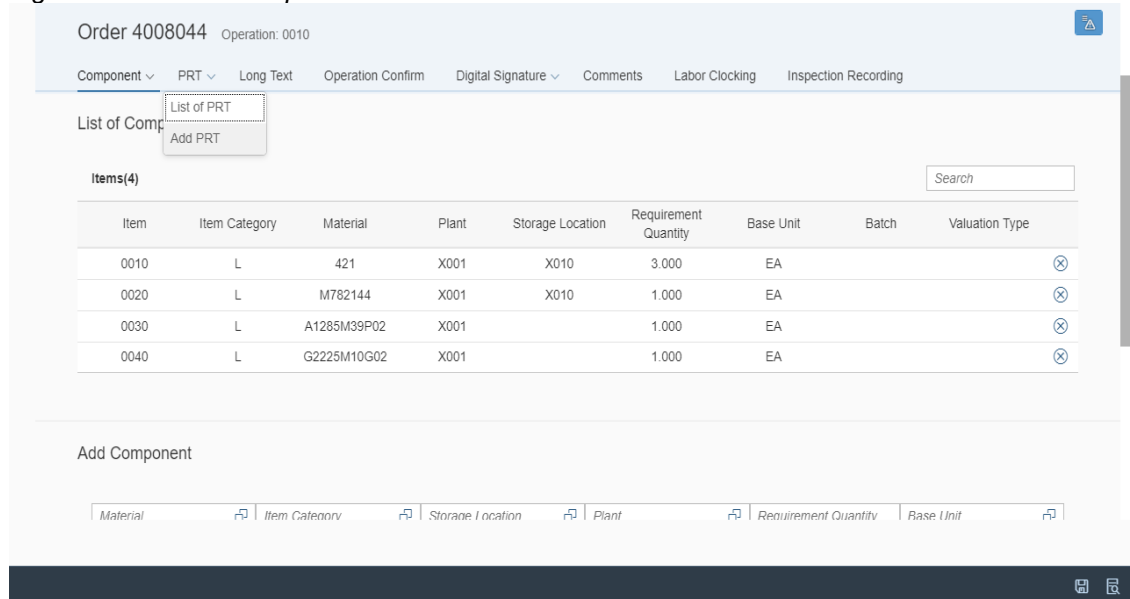 Order 4008044 Operation: 0010
Component PRT Long Text Operation Confirm Digital Signature Comments Labor Clocking Inspection Recording
List of PRT
List of Comp
Add PRT
Items(4) Search
Item Item Category Material Plant Storage Location Requirement Quantity Base Unit Batch Valuation Type
0010 L 421 X001 X010 3.000 EA
0020 L M782144 X001 X010 1.000 EA
0030 L A1285M39P02 X001 1.000 EA
0040 L G2225M10G02 X001 1.000 EA
Add Component
Material Item Category Storage Location Plant Requirement Quantity Base Unit